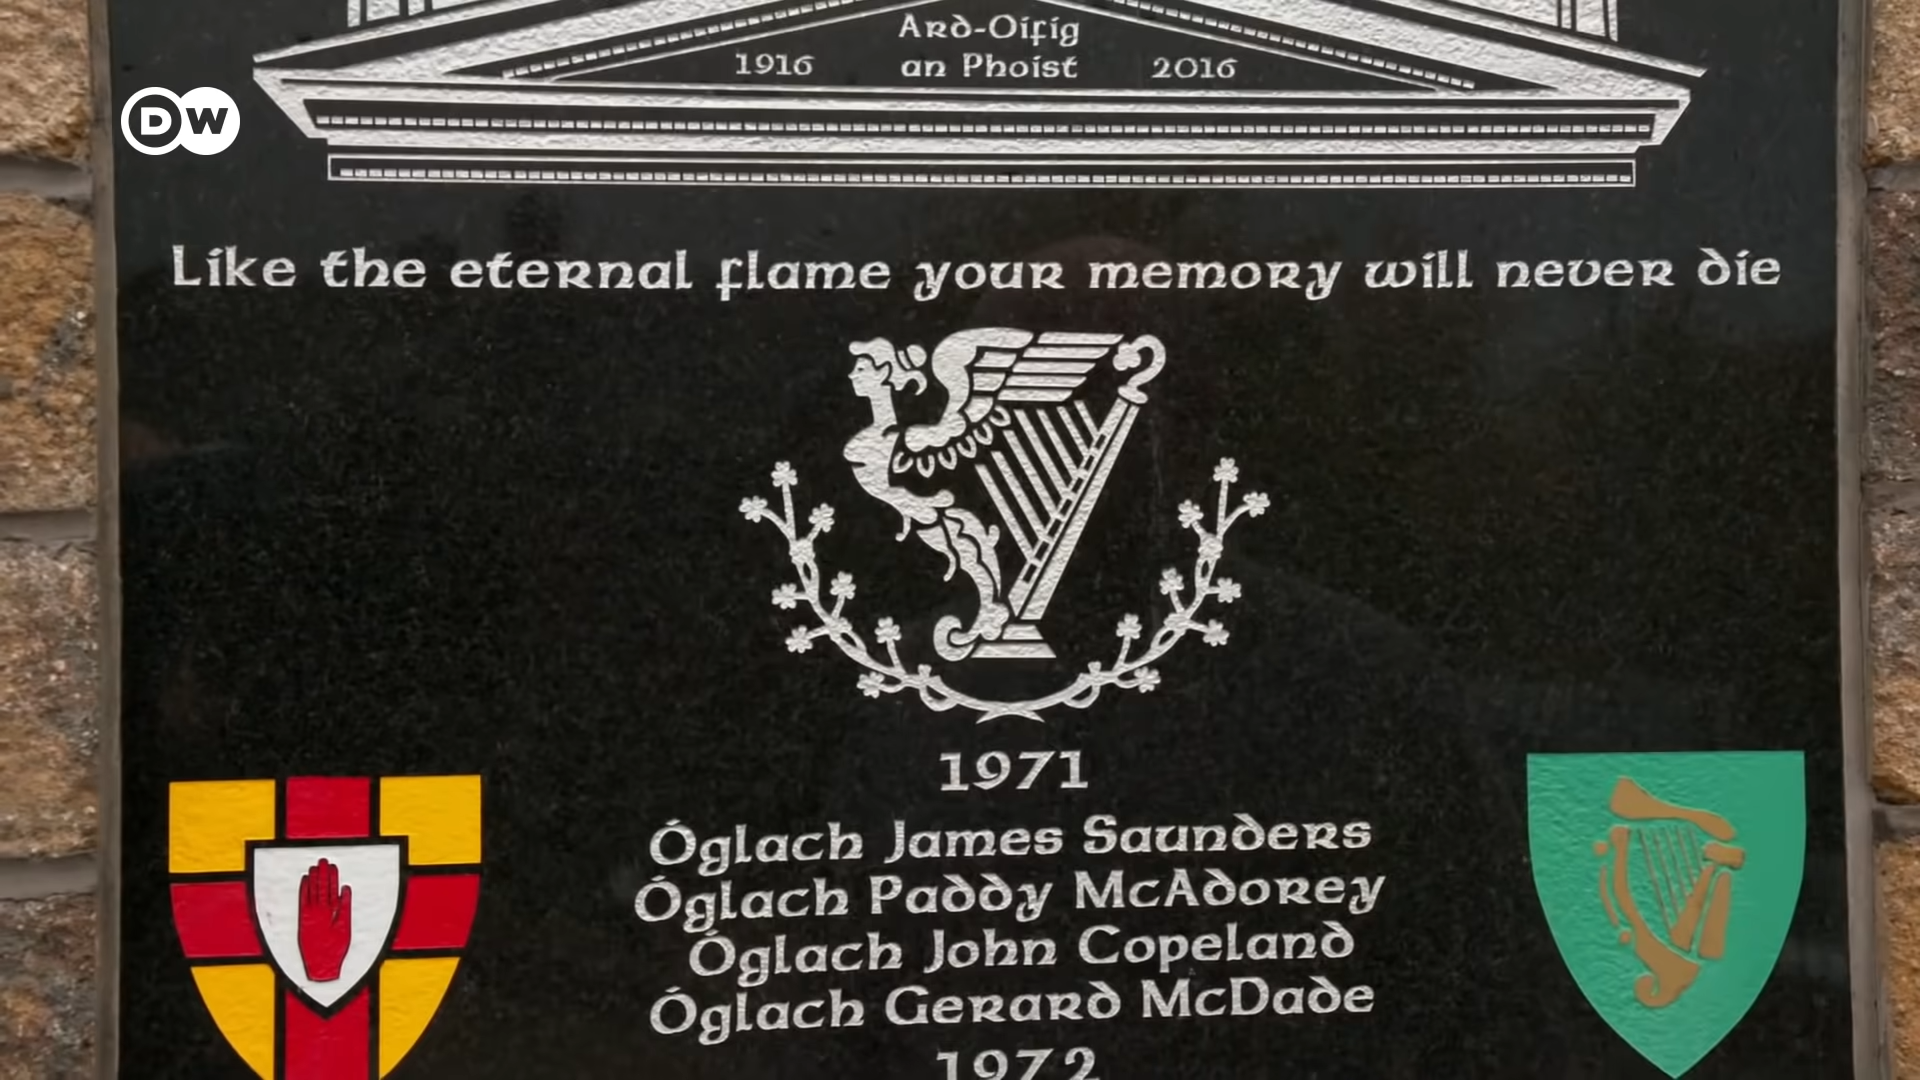 Ard-Oifig
1916 an Phoist 2016
DW
Like the eternal flame your memory will never die
1971
Óglach James Saunders
Óglach Paddy McAdorey
Óglach John Copeland
Óglach Gerard McDade
1972